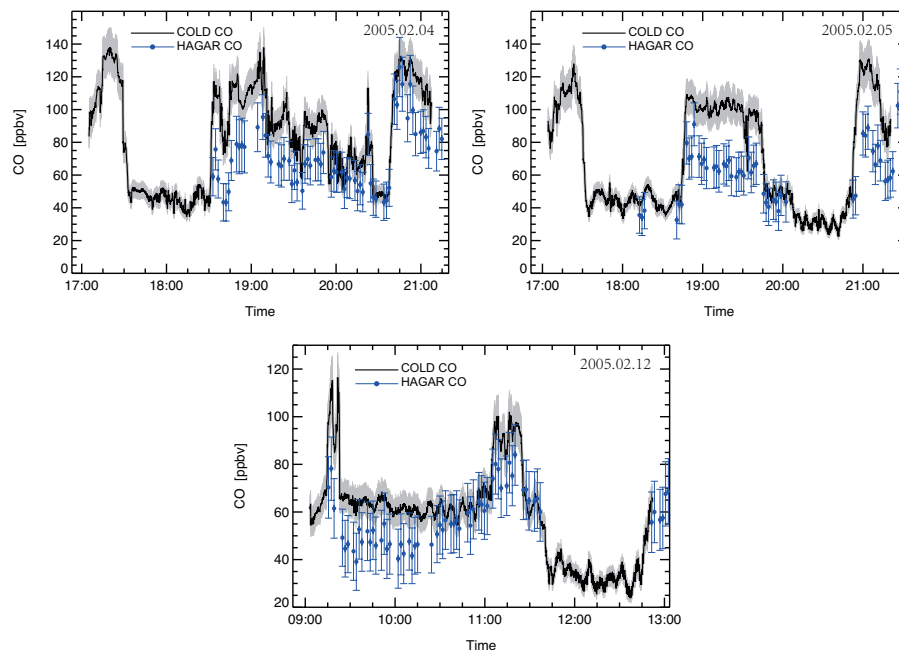 COLD CO
HAGAR CO
2005.02.04
140
120
100
80
60
40
20
0
CO [ppbv]
17:00 18:00 19:00 20:00 21:00
Time
COLD CO
HAGAR CO
2005.02.05
140
120
100
80
60
40
20
0
CO [ppbv]
17:00 18:00 19:00 20:00 21:00
Time
COLD CO
HAGAR CO
2005.02.12
120
100
80
60
40
20
CO [ppbv]
09:00 10:00 11:00 12:00 13:00
Time